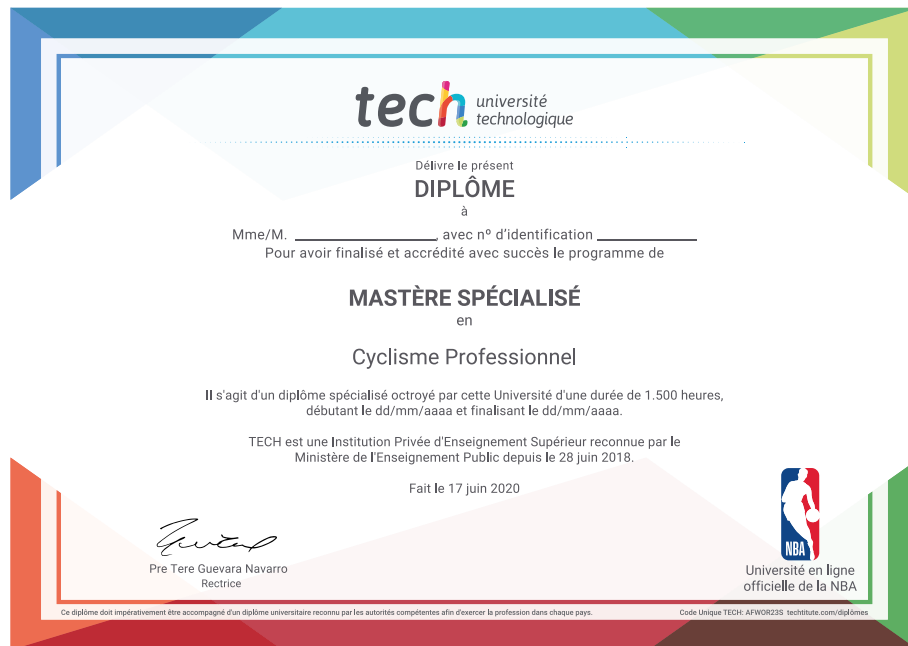 tech université
technologique
Délivre le présent
DIPLÔME
à
Mme/M. ____________________, avec nº d'identification ______________
Pour avoir finalisé et accrédité avec succès le programme de
MASTÈRE SPÉCIALISÉ
en
Cyclisme Professionnel
Il s'agit d'un diplôme spécialisé octroyé par cette Université d'une durée de 1.500 heures,
débutant le dd/mm/aaaa et finalisant le dd/mm/aaaa.
TECH est une Institution Privée d'Enseignement Supérieur reconnue par le
Ministère de l'Enseignement Public depuis le 28 juin 2018.
Fait le 17 juin 2020
Pre Tere Guevara Navarro
Rectrice
NBA
Université en ligne
officielle de la NBA
Ce diplôme doit impérativement être accompagné d'un diplôme universitaire reconnu par les autorités compétentes afin d'exercer la profession dans chaque pays.
Code Unique TECH: AFWOR23S techtitute.com/diplômes